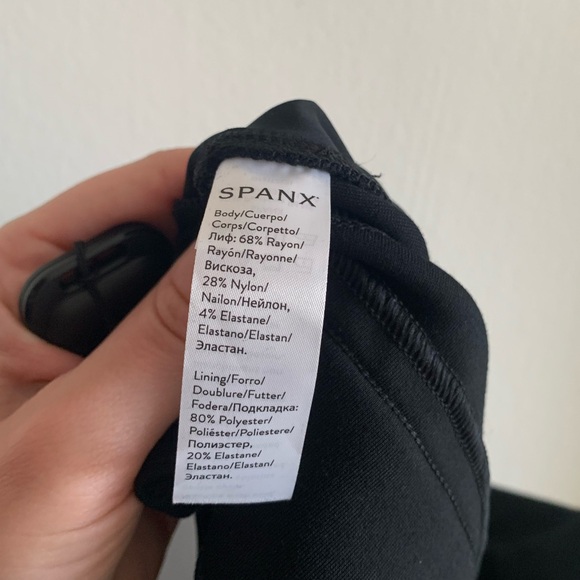 SPANX
Body/Cuerpo/
Corps/Corpetto/
Лиф: 68% Rayon/
Rayón/Rayonne/
Вискоза,
28% Nylon/
Nailon/Нейлон,
4% Elastane/
Elastano/Elastan/
Эластан.
Lining/Forro/
Doublure/Futter/
Fodera/Подкладка:
80% Polyester/
Poliéster/Poliestere/
Полиэстер,
20% Elastane/
Elastano/Elastan/
Эластан.